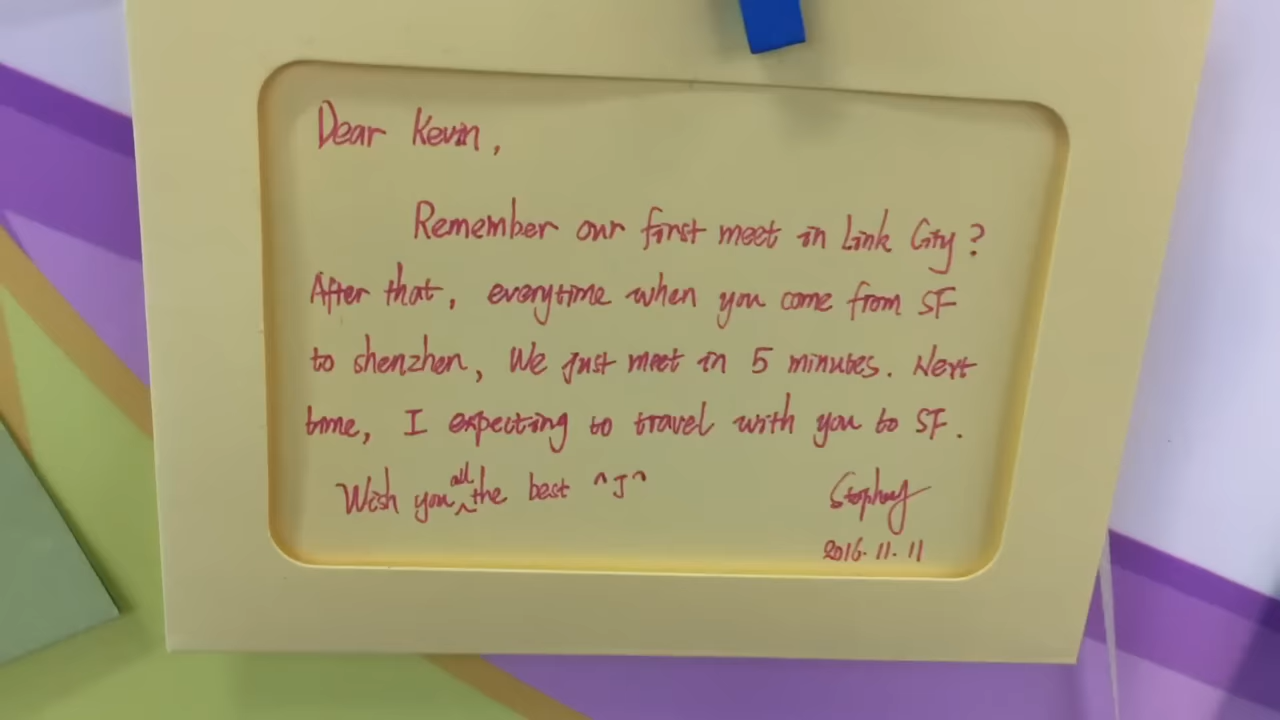 Dear Kevin,
Remember our first meet in Link City?
After that, everytime when you come from SF
to shenzhen, We just meet in 5 minutes. Next
time, I expecting to travel with you to SF.
Wish you all the best ^J^
Stephey
2016.11.11